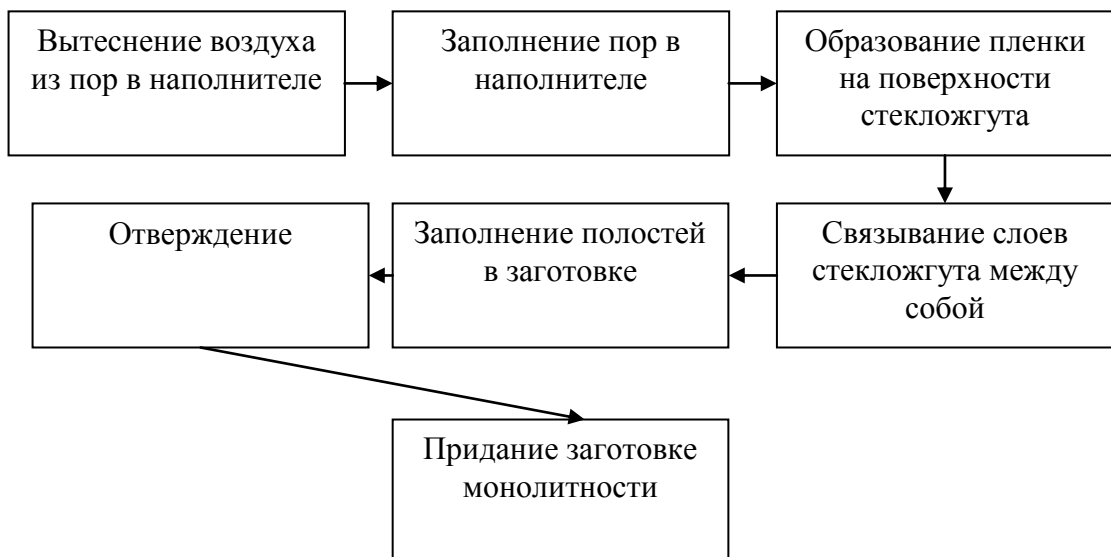 Вытеснение воздуха
из пор в наполнителе
Заполнение пор в
наполнителе
Образование пленки
на поверхности
стекложгута
Связывание слоев
стекложгута между
собой
Заполнение полостей
в заготовке
Отверждение
Придание заготовке
монолитности